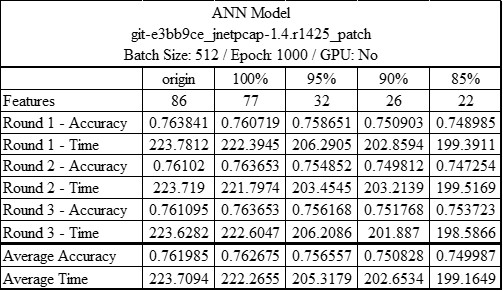 ANN Model
git-e3bb9ce_jnetpcap-1.4.r1425_patch
Batch Size: 512 / Epoch: 1000 / GPU: No
origin 100% 95% 90% 85%
Features 86 77 32 26 22
Round 1 - Accuracy 0.763841 0.760719 0.758651 0.750903 0.748985
Round 1 - Time 223.7812 222.3945 206.2905 202.8594 199.3911
Round 2 - Accuracy 0.76102 0.763653 0.754852 0.749812 0.747254
Round 2 - Time 223.719 221.7974 203.4545 203.2139 199.5169
Round 3 - Accuracy 0.761095 0.763653 0.756168 0.751768 0.753723
Round 3 - Time 223.6282 222.6047 206.2086 201.887 198.5866
Average Accuracy 0.761985 0.762675 0.756557 0.750828 0.749987
Average Time 223.7094 222.2655 205.3179 202.6534 199.1649